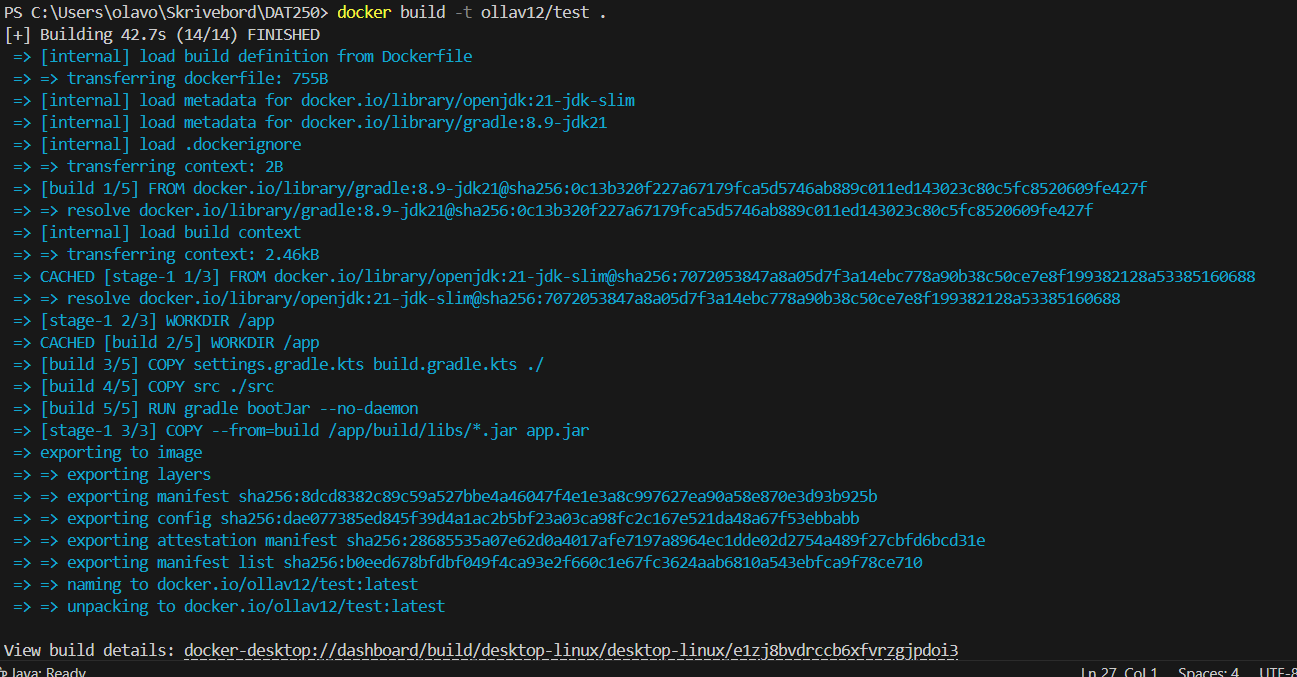 PS C:\Users\olavo\Skrivebord\DAT250> docker build -t ollav12/test .
[+] Building 42.7s (14/14) FINISHED
=> [internal] load build definition from Dockerfile
=> => transferring dockerfile: 755B
=> [internal] load metadata for docker.io/library/openjdk:21-jdk-slim
=> [internal] load metadata for docker.io/library/gradle:8.9-jdk21
=> [internal] load .dockerignore
=> => transferring context: 2B
=> [build 1/5] FROM docker.io/library/gradle:8.9-jdk21@sha256:0c13b320f227a67179fca5d5746ab889c011ed143023c80c5fc8520609fe427f
=> => resolve docker.io/library/gradle:8.9-jdk21@sha256:0c13b320f227a67179fca5d5746ab889c011ed143023c80c5fc8520609fe427f
=> [internal] load build context
=> => transferring context: 2.46kB
=> CACHED [stage-1 1/3] FROM docker.io/library/openjdk:21-jdk-slim@sha256:7072053847a8a05d7f3a14ebc778a90b38c50ce7e8f199382128a53385160688
=> => resolve docker.io/library/openjdk:21-jdk-slim@sha256:7072053847a8a05d7f3a14ebc778a90b38c50ce7e8f199382128a53385160688
=> [stage-1 2/3] WORKDIR /app
=> CACHED [build 2/5] WORKDIR /app
=> [build 3/5] COPY settings.gradle.kts build.gradle.kts ./
=> [build 4/5] COPY src ./src
=> [build 5/5] RUN gradle bootJar --no-daemon
=> [stage-1 3/3] COPY --from=build /app/build/libs/*.jar app.jar
=> exporting to image
=> => exporting layers
=> => exporting manifest sha256:8dcd8382c89c59a527bbe4a46047f4e1e3a8c997627ea90a58e870e3d93b925b
=> => exporting config sha256:dae077385ed845f39d4a1ac2b5bf23a03ca98fc2c167e521da48a67f53ebbabb
=> => exporting attestation manifest sha256:28685535a07e62d0a4017afe7197a8964ec1dde02d2754a489f27cbfd6bcd31e
=> => exporting manifest list sha256:b0eed678bfdbf049f4ca93e2f660c1e67fc3624aab6810a543ebfca9f78ce710
=> => naming to docker.io/ollav12/test:latest
=> => unpacking to docker.io/ollav12/test:latest
View build details: docker-desktop://dashboard/build/desktop-linux/desktop-linux/e1zj8bvdrccb6xfvrzgjpdoi3
Java: Ready Ln 27, Col 1 Spaces: 4 UTF-8